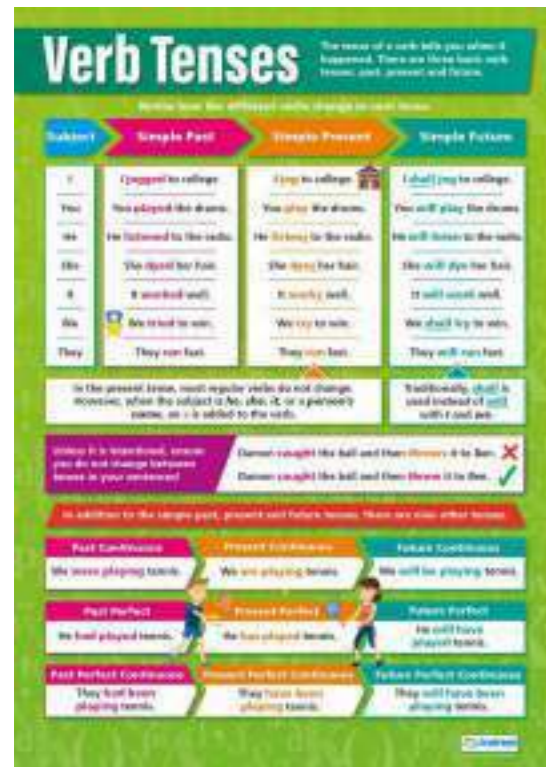 Verb Tenses
The tense of a verb tells you when it
happened. There are three basic verb
tenses: past, present and future.
Notice how the different verbs change in each tense.
Subject
Simple Past
Simple Present
Simple Future
I
I jogged to college.
I jog to college.
I shall jog to college.
You
You played the drums.
You play the drums.
You will play the drums.
He
He listened to the radio.
He listens to the radio.
He will listen to the radio.
She
She dyed her hair.
She dyes her hair.
She will dye her hair.
It
It worked well.
It works well.
It will work well.
We
We tried to win.
We try to win.
We shall try to win.
They
They ran fast.
They run fast.
They will run fast.
In the present tense, most regular verbs do not change.
However, when the subject is he, she, it, or a person's
name, an s is added to the verb.
Traditionally, shall is
used instead of will
with I and we.
Unless it is intentional, ensure
you do not change between
tenses in your sentences!
caught the ball and then throws it to Ben.
caught the ball and then threw it to Ben.
In addition to the simple past, present and future tenses, there are nine other tenses.
Past Continuous
Present Continuous
Future Continuous
We were playing tennis.
We are playing tennis.
We will be playing tennis.
Past Perfect
Present Perfect
Future Perfect
He had played tennis.
He has played tennis.
He will have
played tennis.
Past Perfect Continuous
Present Perfect Continuous
Future Perfect Continuous
They had been
playing tennis.
They have been
playing tennis.
They will have been
playing tennis.